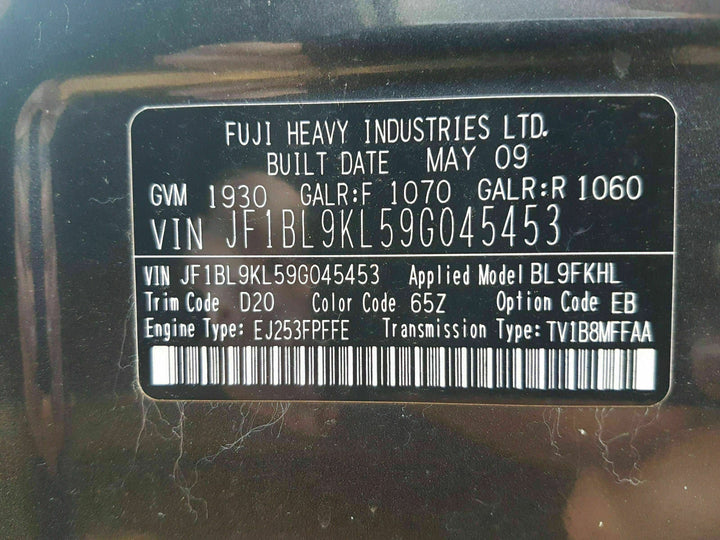 FUJI HEAVY INDUSTRIES LTD.
BUILT DATE MAY 09
GVM 1930 GALR:F 1070 GALR:R 1060
VIN JF1BL9KL59G045453
VIN JF1BL9KL59G045453 Applied Model BL9FKHL
Trim Code D20 Color Code 65Z Option Code EB
Engine Type: EJ253FPFFE Transmission Type: TV1B8MFFAA